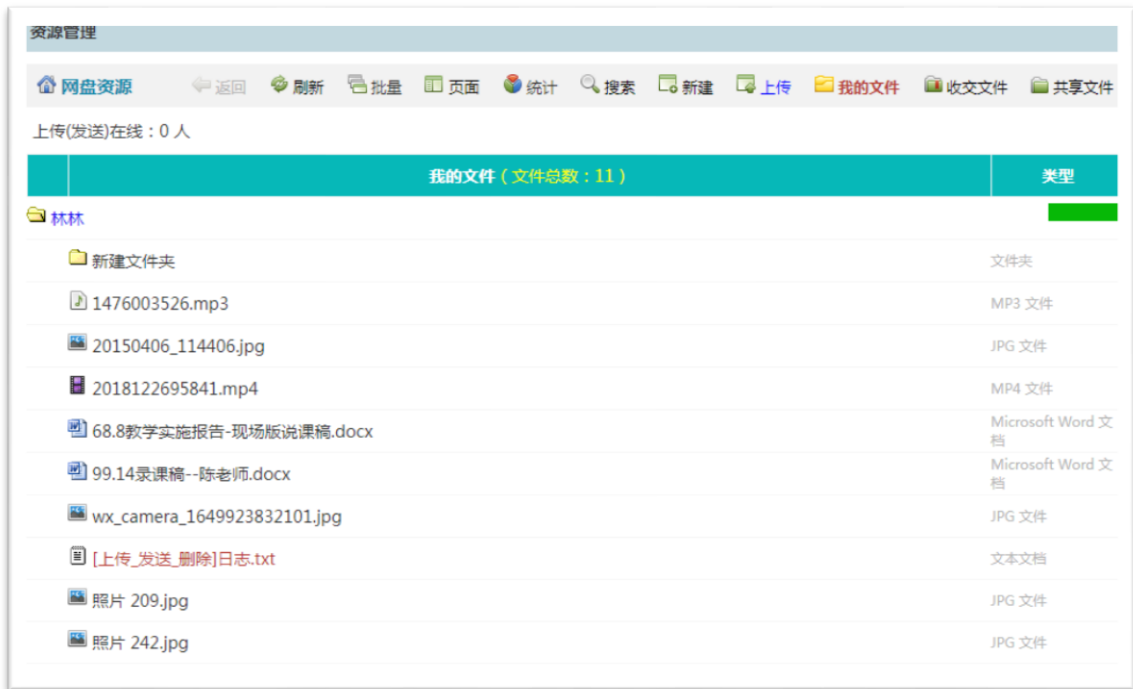 资源管理
网盘资源 返回 刷新 批量 页面 统计 搜索 新建 上传 我的文件 收交文件 共享文件
上传(发送)在线：0 人
我的文件（文件总数：11） 类型
林林
新建文件夹 文件夹
1476003526.mp3 MP3 文件
20150406_114406.jpg JPG 文件
2018122695841.mp4 MP4 文件
68.8教学实施报告-现场版说课稿.docx Microsoft Word 文
档
99.14录课稿--陈老师.docx Microsoft Word 文
档
wx_camera_1649923832101.jpg JPG 文件
[上传_发送_删除]日志.txt 文本文档
照片 209.jpg JPG 文件
照片 242.jpg JPG 文件